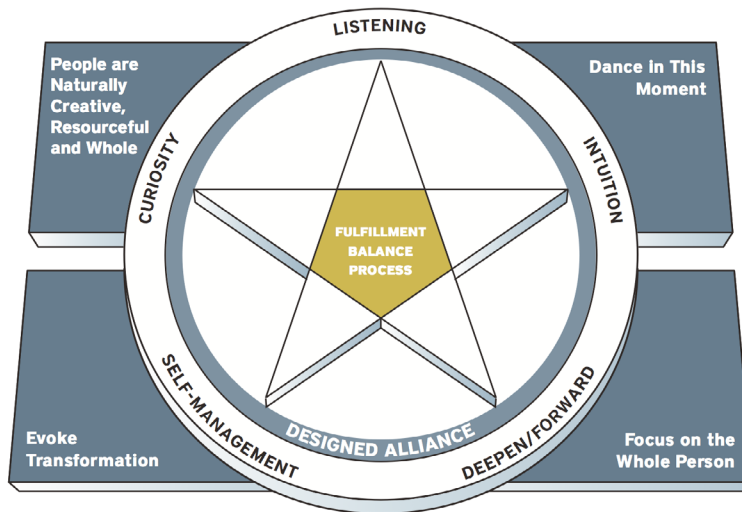 LISTENING
People are
Naturally
Creative,
Resourceful
and Whole
Dance in This
Moment
CURIOSITY
INTUITION
FULFILLMENT
BALANCE
PROCESS
SELF-MANAGEMENT
DESIGNED ALLIANCE
DEEPEN/FORWARD
Evoke
Transformation
Focus on the
Whole Person